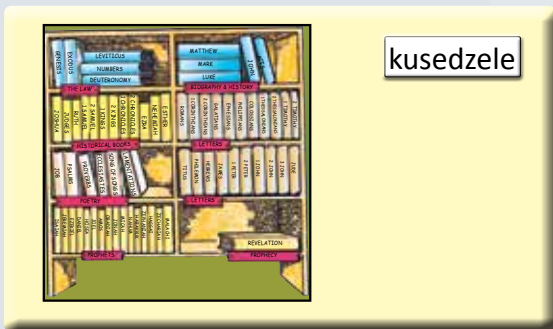 GENESIS
EXODUS
LEVITICUS
NUMBERS
DEUTERONOMY
THE LAW
MATTHEW
MARK
LUKE
JOHN
BIOGRAPHY & HISTORY
JOSHUA
JUDGES
RUTH
1 SAMUEL
2 SAMUEL
1 KINGS
2 KINGS
1 CHRONICLES
2 CHRONICLES
EZRA
NEHEMIAH
ESTHER
HISTORICAL BOOKS
ROMANS
1 CORINTHIANS
2 CORINTHIANS
GALATIANS
EPHESIANS
PHILIPPIANS
COLOSSIANS
1 THESSALONIANS
2 THESSALONIANS
1 TIMOTHY
2 TIMOTHY
LETTERS
JOB
PSALMS
PROVERBS
ECCLESIASTES
SONG OF SONGS
LAMENTATIONS
POETRY
TITUS
PHILEMON
HEBREWS
JAMES
1 PETER
2 PETER
1 JOHN
2 JOHN
3 JOHN
JUDE
LETTERS
ISAIAH
JEREMIAH
EZEKIEL
DANIEL
HOSEA
JOEL
AMOS
OBADIAH
JONAH
MICAH
NAHUM
HABAKKUK
ZEPHANIAH
HAGGAI
ZECHARIAH
MALACHI
PROPHETS
REVELATION
PROPHECY
kusedzele